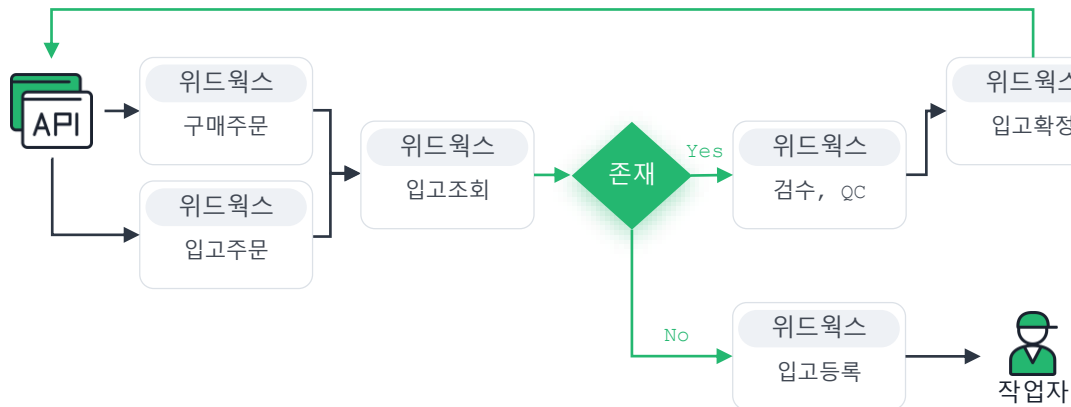 API
위드웍스
구매주문
위드웍스
입고주문
위드웍스
입고조회
존재
Yes
위드웍스
검수, QC
위드웍스
입고확정
No
위드웍스
입고등록
작업자